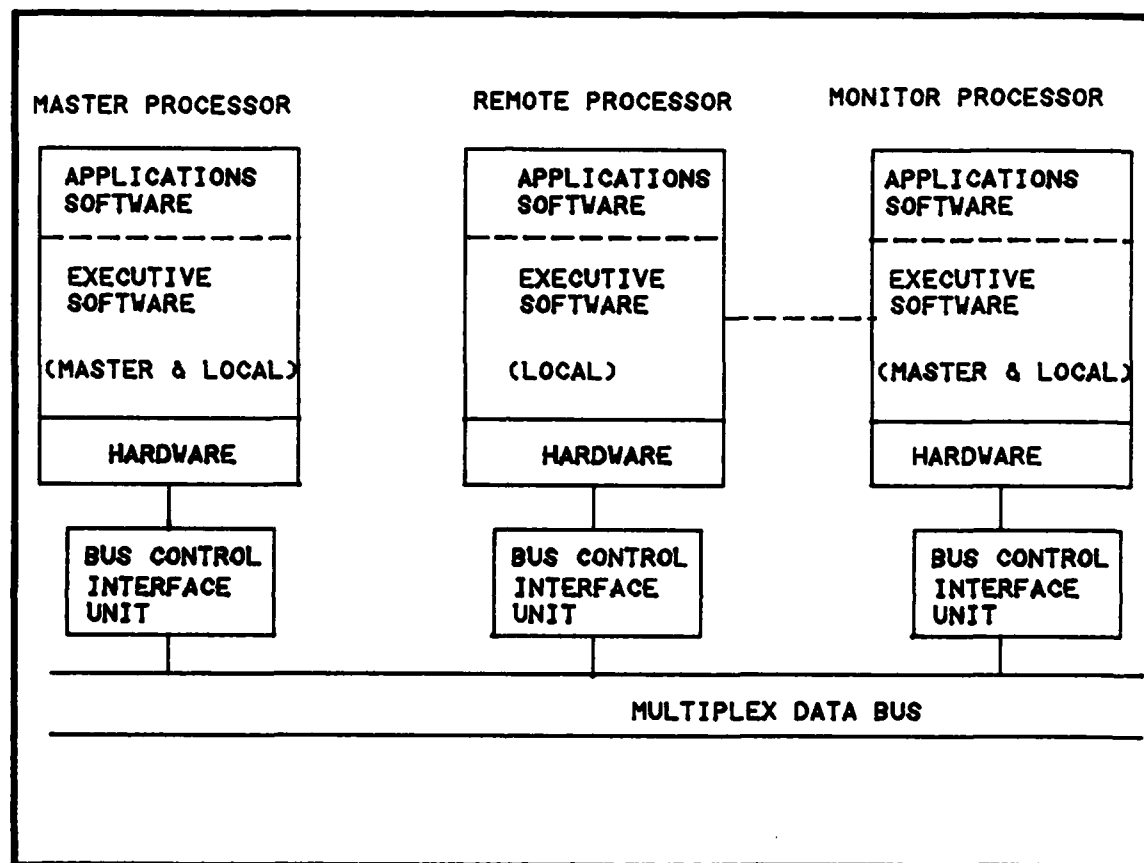 MASTER PROCESSOR
REMOTE PROCESSOR
MONITOR PROCESSOR
APPLICATIONS
SOFTWARE
EXECUTIVE
SOFTWARE
(MASTER & LOCAL)
HARDWARE
BUS CONTROL
INTERFACE
UNIT
APPLICATIONS
SOFTWARE
EXECUTIVE
SOFTWARE
(LOCAL)
HARDWARE
BUS CONTROL
INTERFACE
UNIT
APPLICATIONS
SOFTWARE
EXECUTIVE
SOFTWARE
(MASTER & LOCAL)
HARDWARE
BUS CONTROL
INTERFACE
UNIT
MULTIPLEX DATA BUS